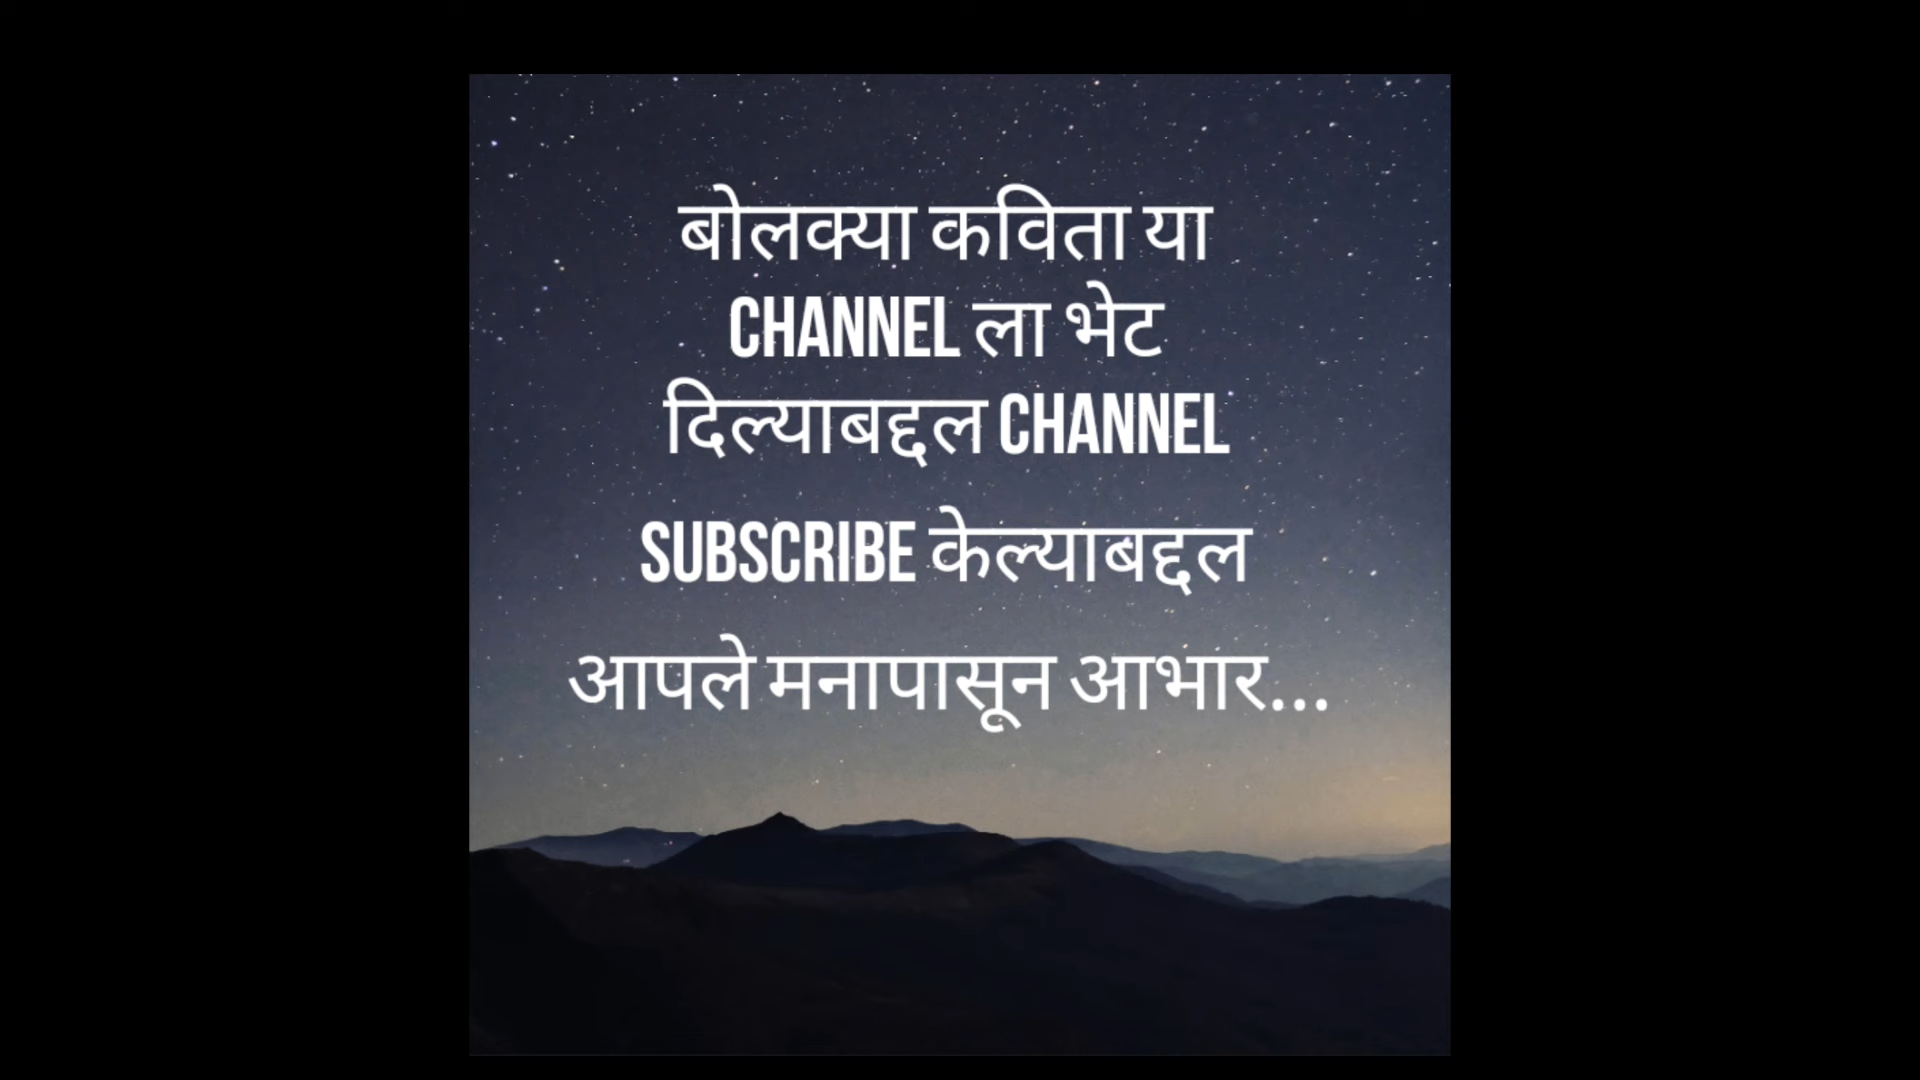 बोलक्या कविता या
CHANNEL ला भेट
दिल्याबद्दल CHANNEL
SUBSCRIBE केल्याबद्दल
आपले मनापासून आभार...